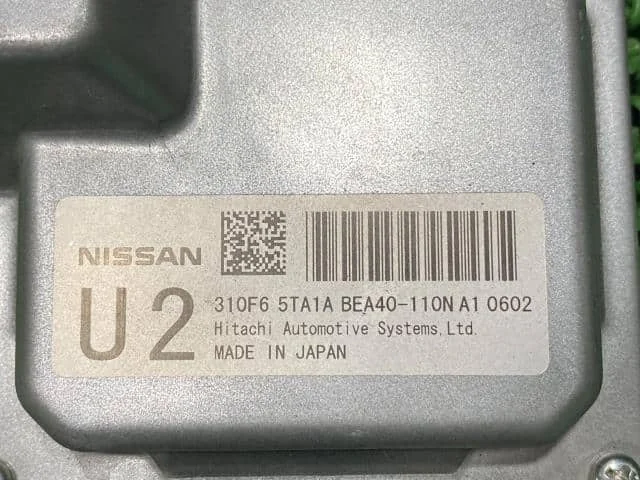 NISSAN
U2
310F6 5TA1A BEA40-110N A1 0602
Hitachi Automotive Systems,Ltd.
MADE IN JAPAN